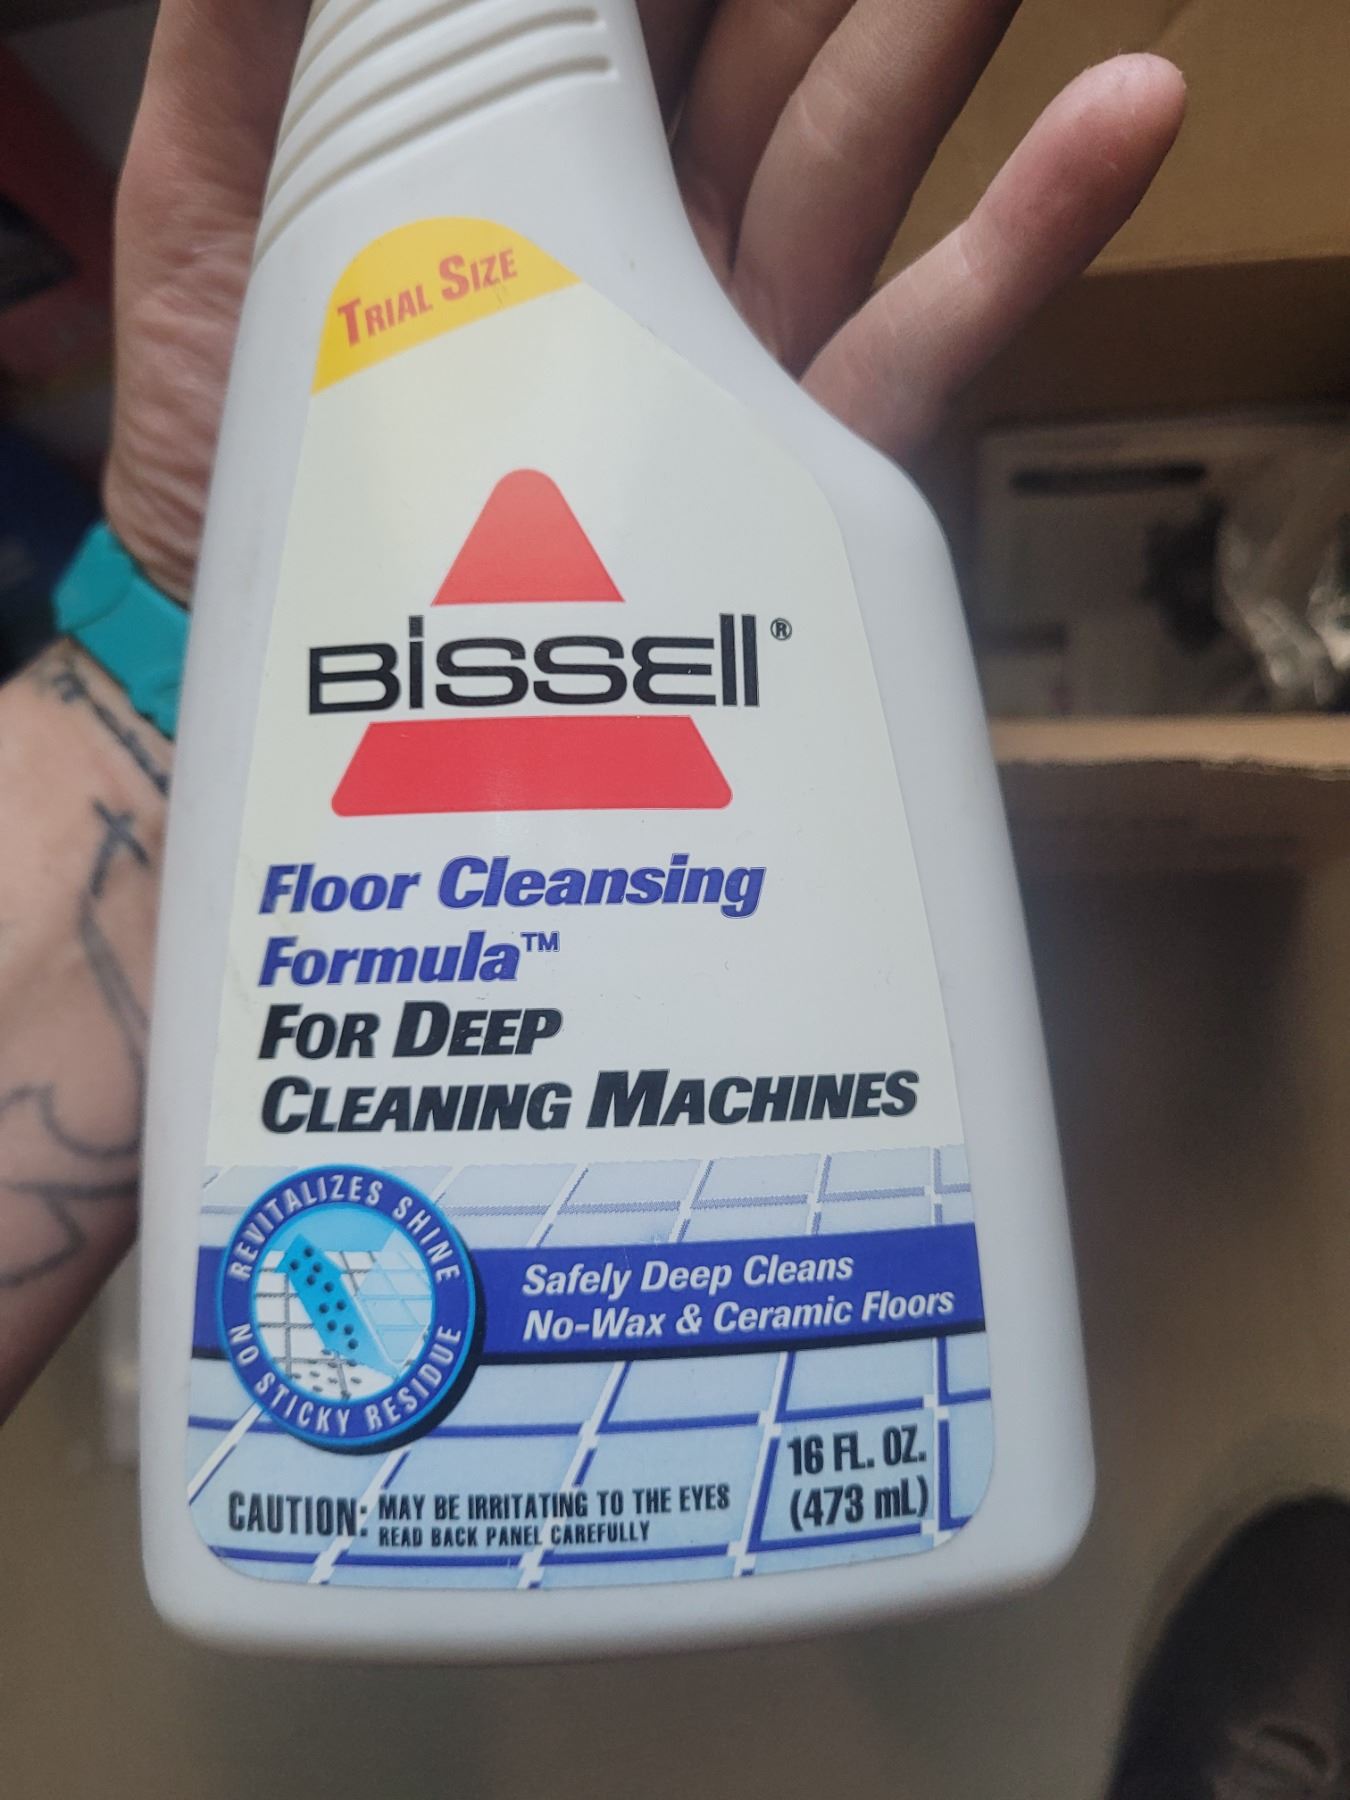 TRIAL SIZE
BISSELL®
Floor Cleansing
Formula™
FOR DEEP
CLEANING MACHINES
REVITALIZES SHINE
NO STICKY RESIDUE
Safely Deep Cleans
No-Wax & Ceramic Floors
16 FL. OZ.
(473 mL)
CAUTION: MAY BE IRRITATING TO THE EYES
READ BACK PANEL CAREFULLY